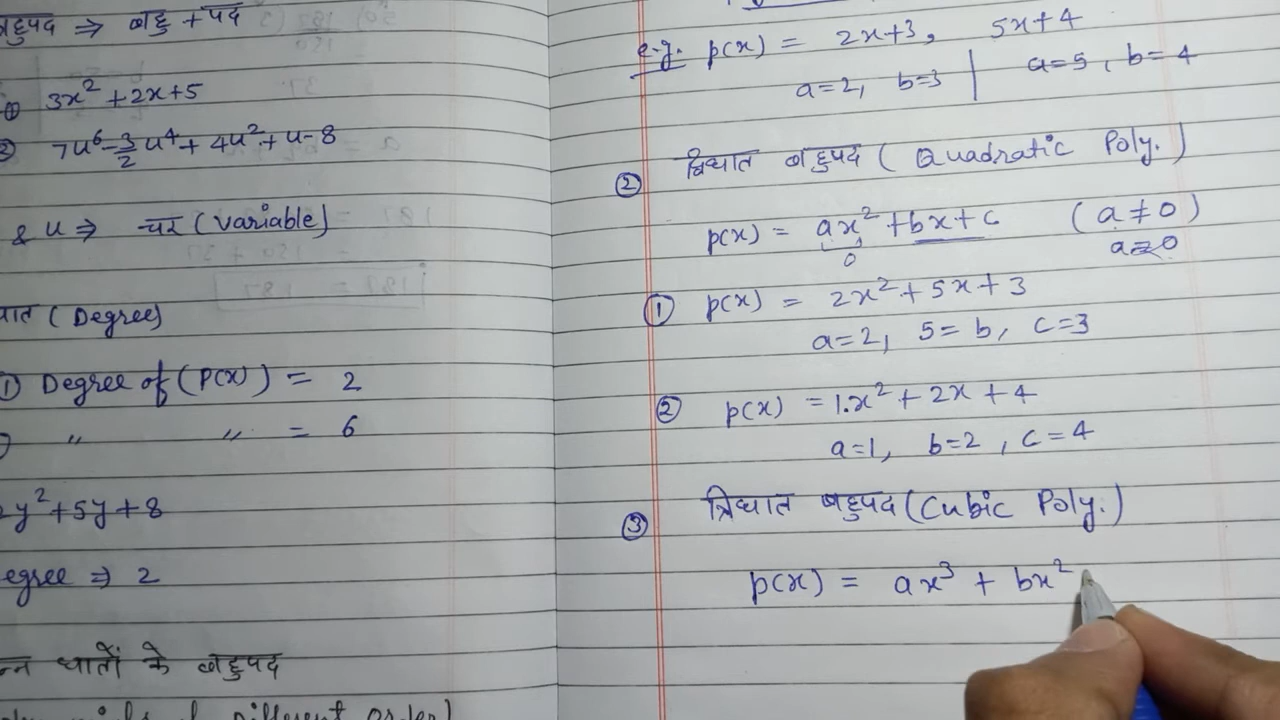 बहुपद ⇒ बहु + पद
① 3x² + 2x + 5
② 7u⁶ - 3/2 u⁴ + 4u² + u - 8
& u ⇒ चर (Variable)
घात (Degree)
① Degree of (P(x)) = 2
〃 〃 = 6
2y² + 5y + 8
Degree ⇒ 2
घातों के बहुपद
Different Order)
e.g. p(x) = 2x+3, 5x+4
a=2, b=3 | a=5, b=4
② द्विघात बहुपद (Quadratic Poly.)
p(x) = ax² + bx + c (a ≠ 0)
0 a=0
① p(x) = 2x² + 5x + 3
a=2, 5=b, c=3
② p(x) = 1.x² + 2x + 4
a=1, b=2, c=4
③ त्रिघात बहुपद (Cubic Poly.)
p(x) = ax³ + bx²